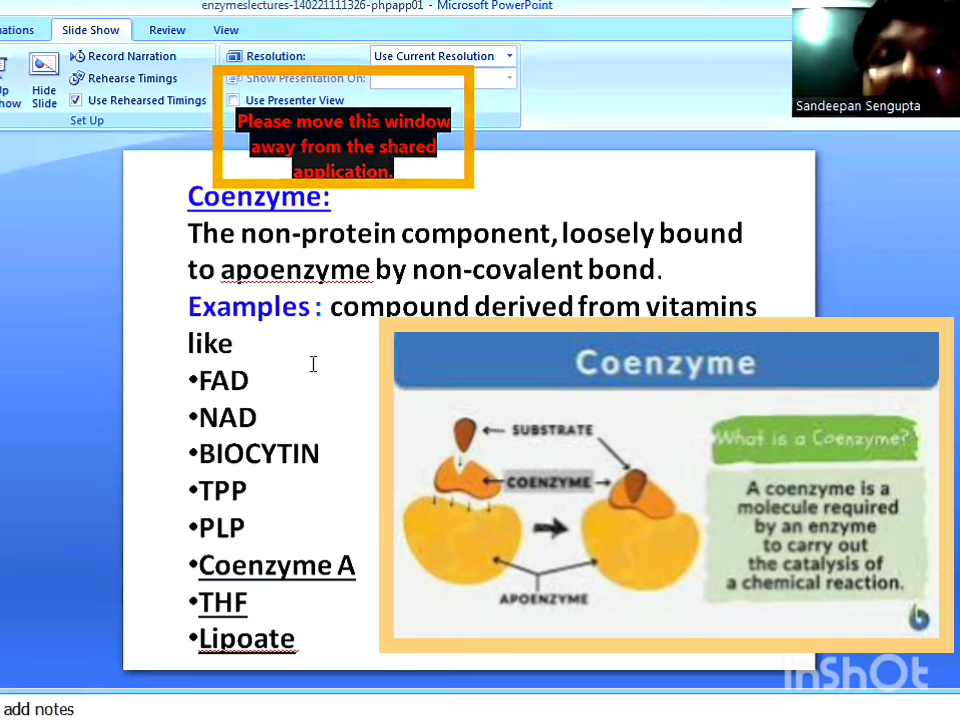 enzymeslectures-140221111326-phpapp01 - Microsoft PowerPoint
nations Slide Show Review View
Record Narration
Rehearse Timings
Use Rehearsed Timings
Up
Show
Hide
Slide
Set Up
Resolution: Use Current Resolution
Show Presentation On:
Use Presenter View
Please move this window
away from the shared
application.
Sandeepan Sengupta
Coenzyme:
The non-protein component, loosely bound
to apoenzyme by non-covalent bond.
Examples : compound derived from vitamins
like
•FAD
•NAD
•BIOCYTIN
•TPP
•PLP
•Coenzyme A
•THF
•Lipoate
Coenzyme
SUBSTRATE
COENZYME
APOENZYME
What is a Coenzyme?
A coenzyme is a
molecule required
by an enzyme
to carry out
the catalysis of
a chemical reaction.
InShOt
add notes